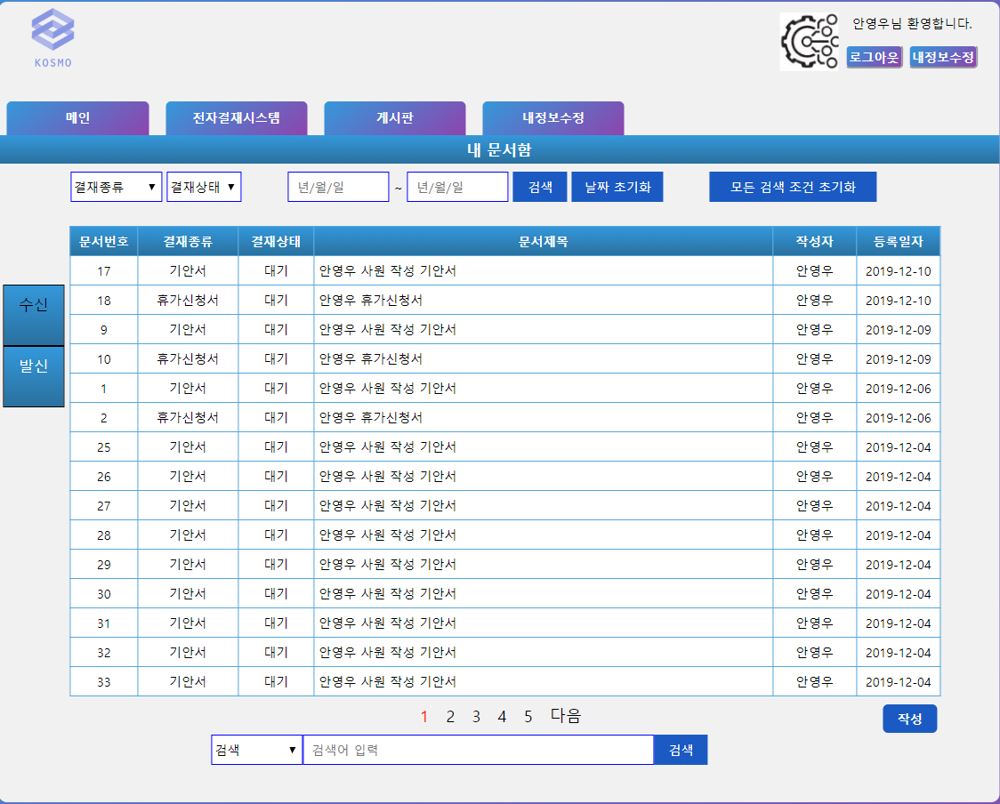 KOSMO
안영우님 환영합니다.
로그아웃 내정보수정
메인 전자결재시스템 게시판 내정보수정
내 문서함
결재종류 ▼ 결재상태 ▼ 년/월/일 ~ 년/월/일 검색 날짜 초기화 모든 검색 조건 초기화
문서번호 결재종류 결재상태 문서제목 작성자 등록일자
17 기안서 대기 안영우 사원 작성 기안서 안영우 2019-12-10
수신
18 휴가신청서 대기 안영우 휴가신청서 안영우 2019-12-10
9 기안서 대기 안영우 사원 작성 기안서 안영우 2019-12-09
발신
10 휴가신청서 대기 안영우 휴가신청서 안영우 2019-12-09
1 기안서 대기 안영우 사원 작성 기안서 안영우 2019-12-06
2 휴가신청서 대기 안영우 휴가신청서 안영우 2019-12-06
25 기안서 대기 안영우 사원 작성 기안서 안영우 2019-12-04
26 기안서 대기 안영우 사원 작성 기안서 안영우 2019-12-04
27 기안서 대기 안영우 사원 작성 기안서 안영우 2019-12-04
28 기안서 대기 안영우 사원 작성 기안서 안영우 2019-12-04
29 기안서 대기 안영우 사원 작성 기안서 안영우 2019-12-04
30 기안서 대기 안영우 사원 작성 기안서 안영우 2019-12-04
31 기안서 대기 안영우 사원 작성 기안서 안영우 2019-12-04
32 기안서 대기 안영우 사원 작성 기안서 안영우 2019-12-04
33 기안서 대기 안영우 사원 작성 기안서 안영우 2019-12-04
1 2 3 4 5 다음 작성
검색 ▼ 검색어 입력 검색